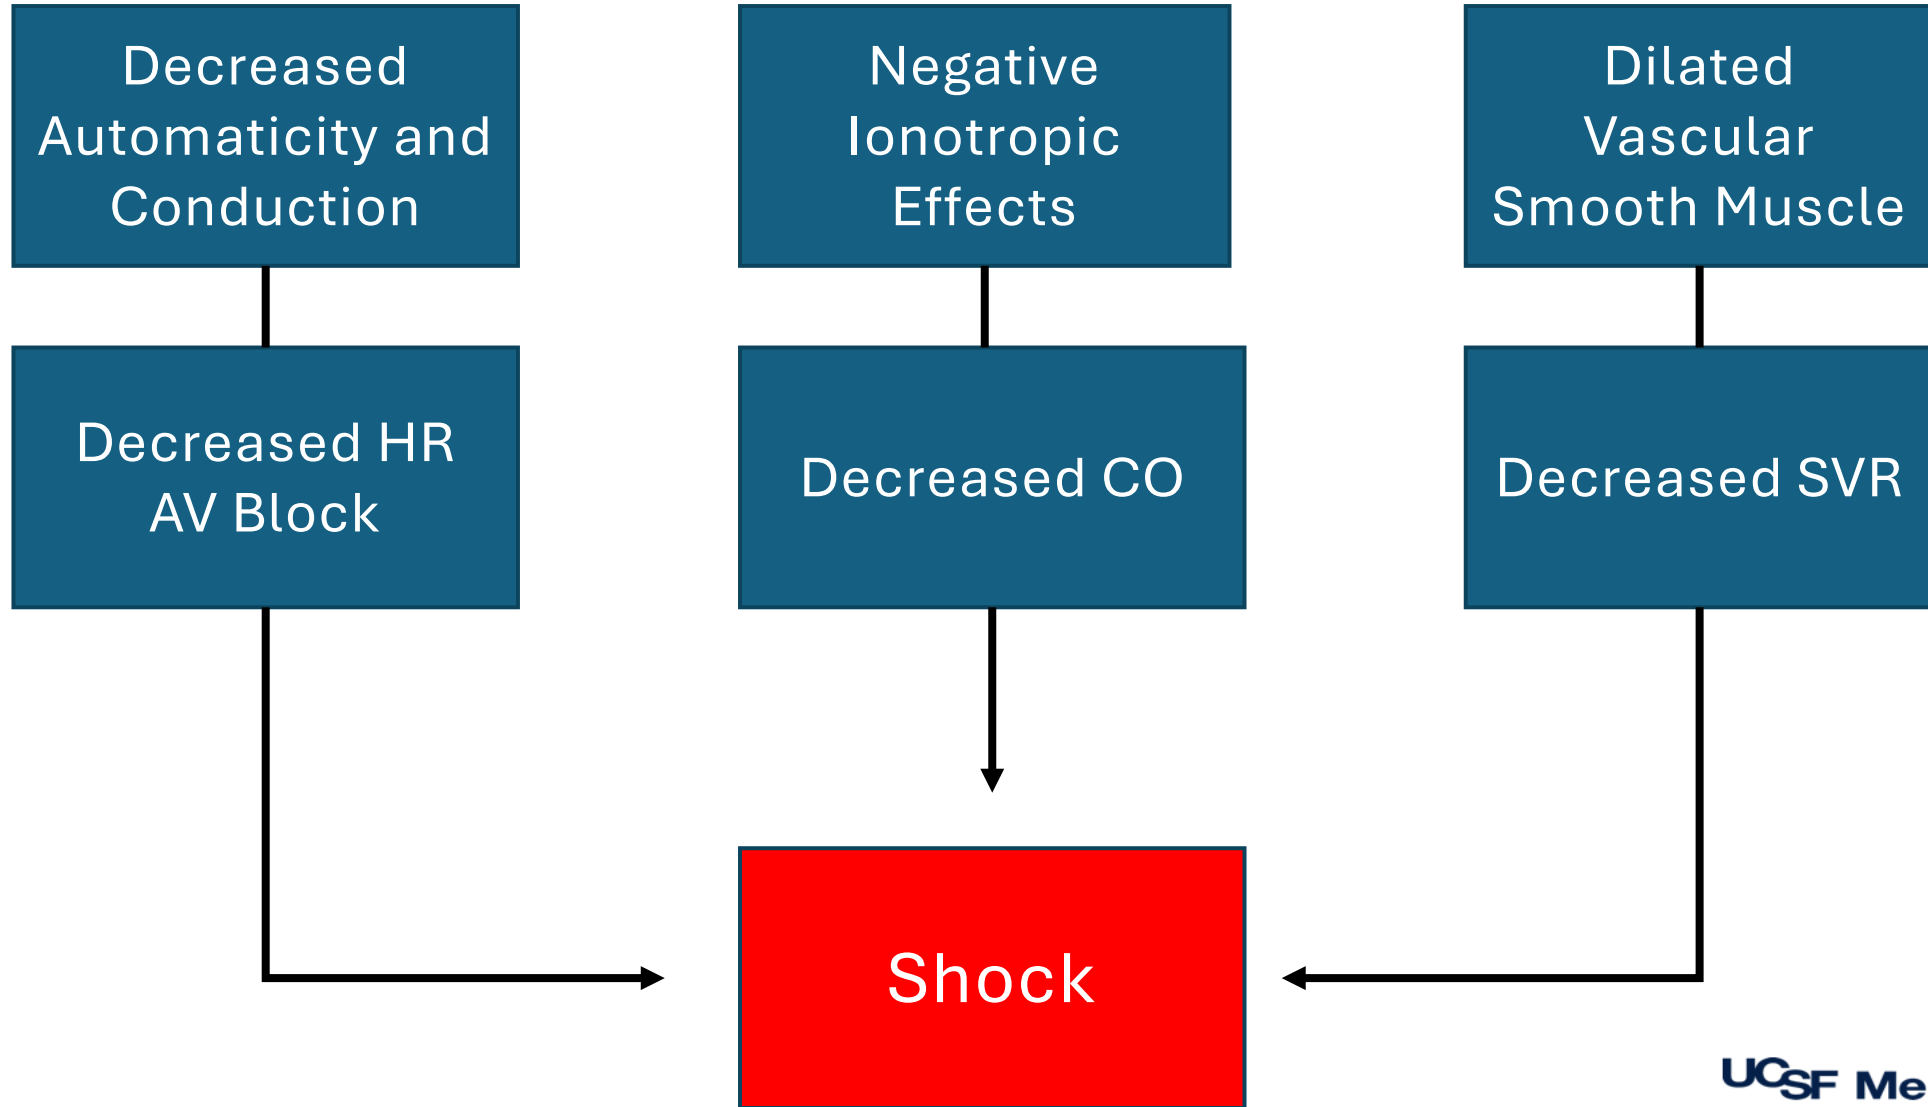 Decreased
Automaticity and
Conduction
Negative
Ionotropic
Effects
Dilated
Vascular
Smooth Muscle
Decreased HR
AV Block
Decreased CO
Decreased SVR
Shock
UCSF Me